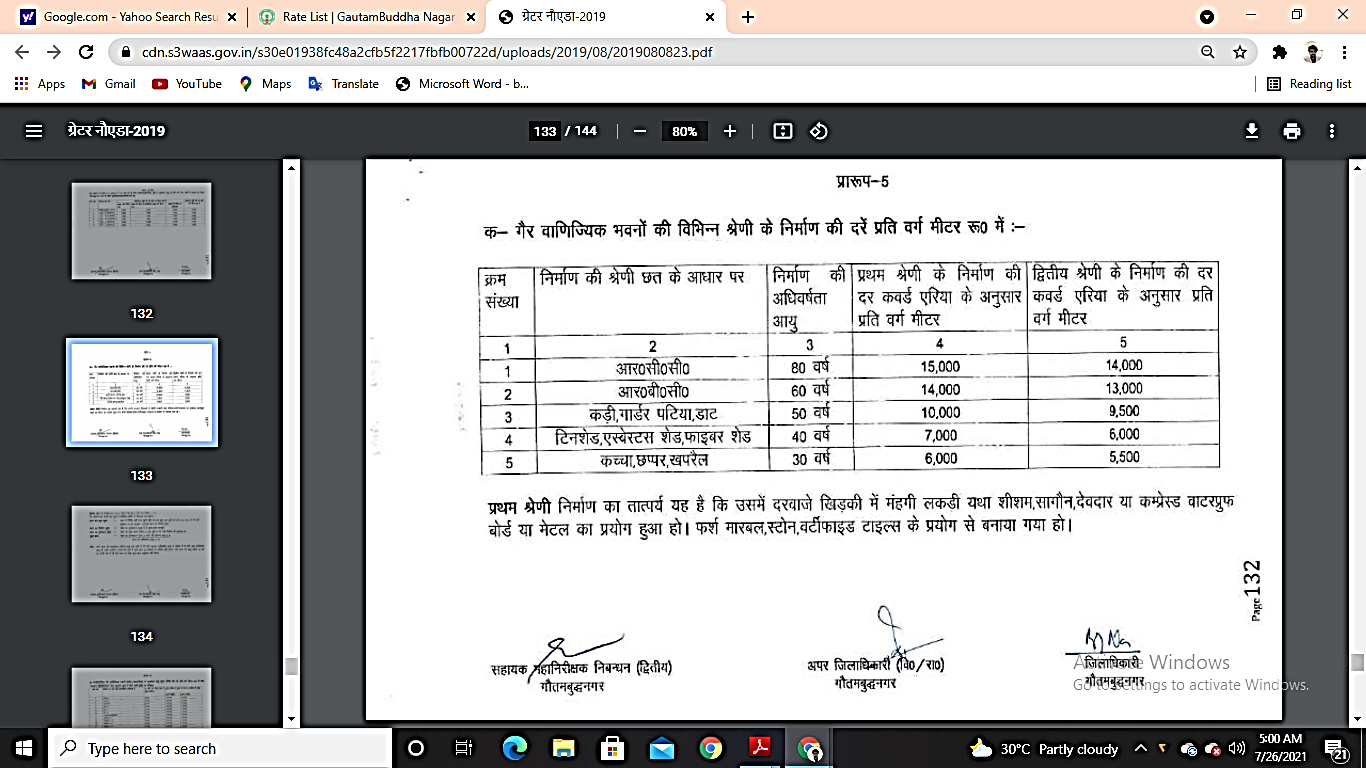 Google.com - Yahoo Search Resu
Rate List | GautamBuddha Nagar
ग्रेटर नौएडा-2019
cdn.s3waas.gov.in/s30e01938fc48a2cfb5f2217fbfb00722d/uploads/2019/08/2019080823.pdf
Apps Gmail YouTube Maps Translate Microsoft Word - b... Reading list
ग्रेटर नौएडा-2019 133 / 144 80%
132
133
134
प्रारूप-5
क– गैर वाणिज्यिक भवनों की विभिन्न श्रेणी के निर्माण की दरें प्रति वर्ग मीटर रू0 में :–
क्रम संख्या निर्माण की श्रेणी छत के आधार पर निर्माण की अधिवर्षता आयु प्रथम श्रेणी के निर्माण की दर कवर्ड एरिया के अनुसार प्रति वर्ग मीटर द्वितीय श्रेणी के निर्माण की दर कवर्ड एरिया के अनुसार प्रति वर्ग मीटर
1 2 3 4 5
1 आर0सी0सी0 80 वर्ष 15,000 14,000
2 आर0बी0सी0 60 वर्ष 14,000 13,000
3 कड़ी,गार्डर पटिया,डाट 50 वर्ष 10,000 9,500
4 टिनशेड,एस्बेस्टस शेड,फाइबर शेड 40 वर्ष 7,000 6,000
5 कच्चा,छप्पर,खपरैल 30 वर्ष 6,000 5,500
प्रथम श्रेणी निर्माण का तात्पर्य यह है कि उसमें दरवाजे खिड़की में मंहगी लकडी यथा शीशम,सागौन,देवदार या कम्प्रेस्ड वाटरप्रुफ
बोर्ड या मेटल का प्रयोग हुआ हो। फर्श मारबल,स्टोन,वर्टीफाइड टाइल्स के प्रयोग से बनाया गया हो।
Page 132
सहायक महानिरीक्षक निबन्धन (द्वितीय)
गौतमबुद्धनगर
अपर जिलाधिकारी (वि0/रा0)
गौतमबुद्धनगर
जिलाधिकारी
गौतमबुद्धनगर
Activate Windows
Go to Settings to activate Windows.
Type here to search
30°C Partly cloudy
5:00 AM
7/26/2021
21